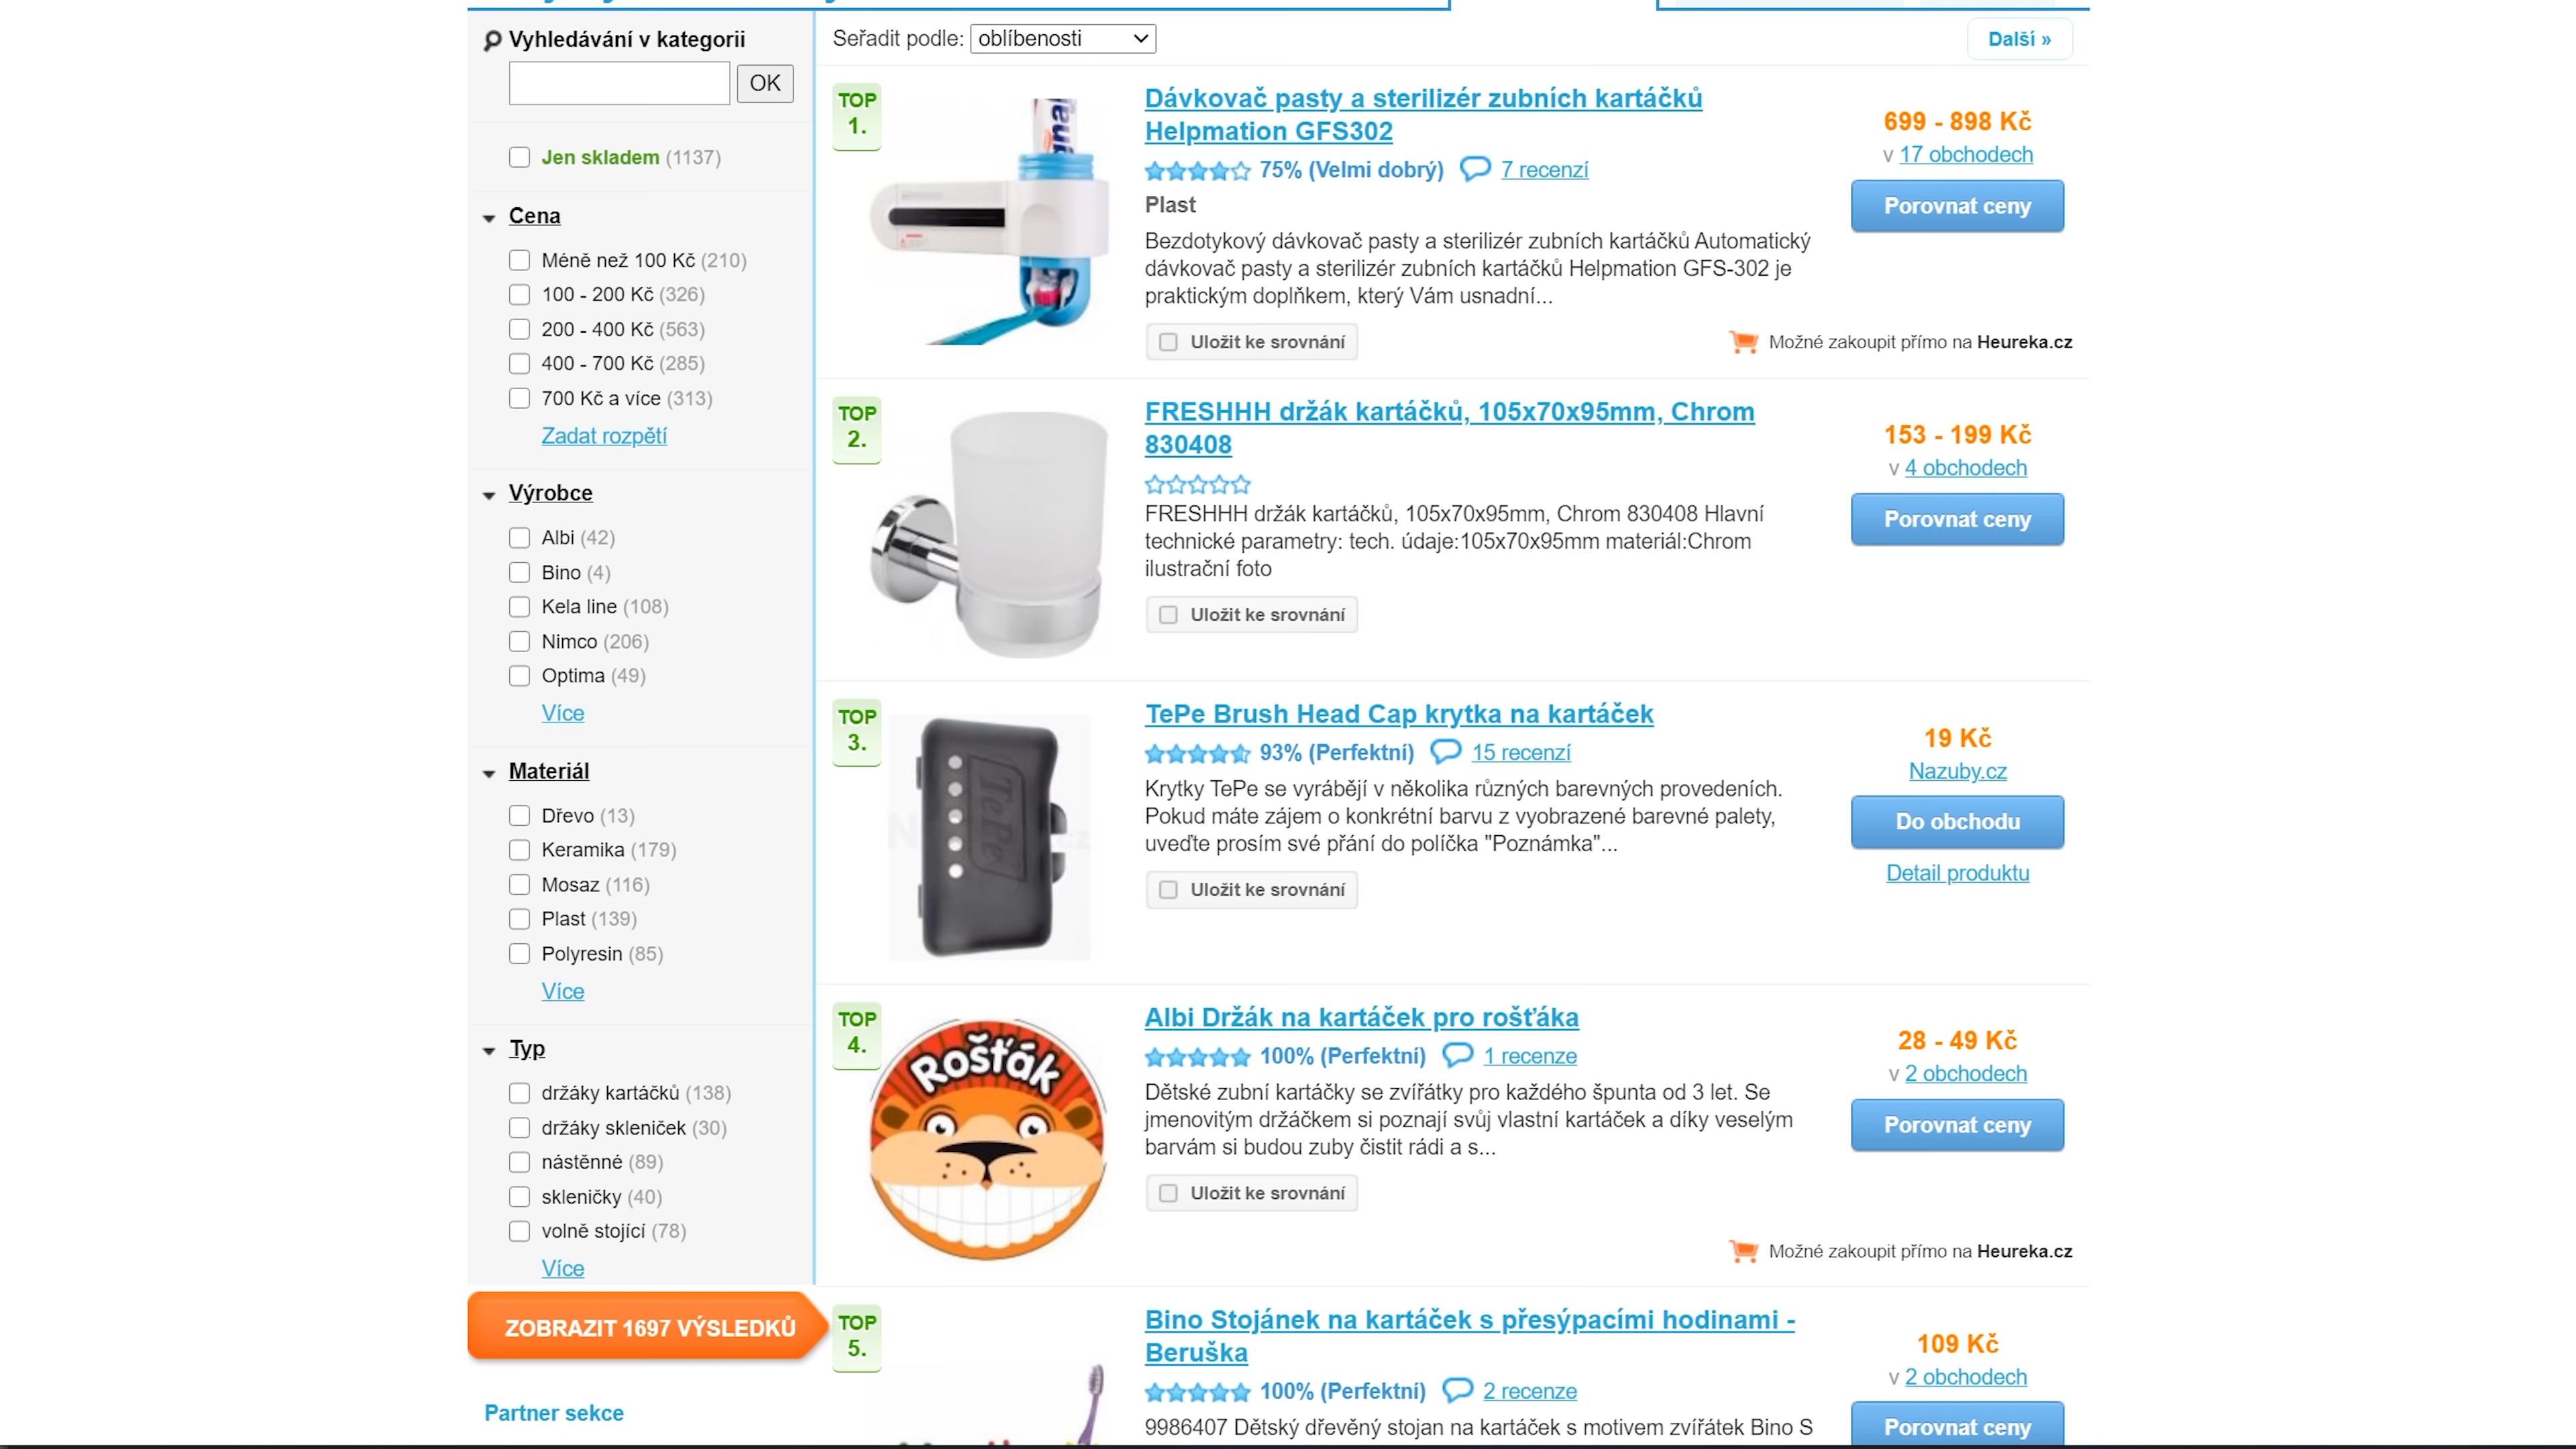 Vyhledávání v kategorii
OK
Jen skladem (1137)
Cena
Méně než 100 Kč (210)
100 - 200 Kč (326)
200 - 400 Kč (563)
400 - 700 Kč (285)
700 Kč a více (313)
Zadat rozpětí
Výrobce
Albi (42)
Bino (4)
Kela line (108)
Nimco (206)
Optima (49)
Více
Materiál
Dřevo (13)
Keramika (179)
Mosaz (116)
Plast (139)
Polyresin (85)
Více
Typ
držáky kartáčků (138)
držáky skleniček (30)
nástěnné (89)
skleničky (40)
volně stojící (78)
Více
ZOBRAZIT 1697 VÝSLEDKŮ
Partner sekce
Seřadit podle: oblíbenosti
Další »
TOP
1.
Dávkovač pasty a sterilizér zubních kartáčků
Helpmation GFS302
75% (Velmi dobrý) 7 recenzí
Plast
Bezdotykový dávkovač pasty a sterilizér zubních kartáčků Automatický
dávkovač pasty a sterilizér zubních kartáčků Helpmation GFS-302 je
praktickým doplňkem, který Vám usnadní...
Uložit ke srovnání
699 - 898 Kč
v 17 obchodech
Porovnat ceny
Možné zakoupit přímo na Heureka.cz
TOP
2.
FRESHHH držák kartáčků, 105x70x95mm, Chrom
830408
FRESHHH držák kartáčků, 105x70x95mm, Chrom 830408 Hlavní
technické parametry: tech. údaje:105x70x95mm materiál:Chrom
ilustrační foto
Uložit ke srovnání
153 - 199 Kč
v 4 obchodech
Porovnat ceny
TOP
3.
TePe
TePe Brush Head Cap krytka na kartáček
93% (Perfektní) 15 recenzí
Krytky TePe se vyrábějí v několika různých barevných provedeních.
Pokud máte zájem o konkrétní barvu z vyobrazené barevné palety,
uveďte prosím své přání do políčka "Poznámka"...
Uložit ke srovnání
19 Kč
Nazuby.cz
Do obchodu
Detail produktu
TOP
4.
Rošťák
Albi Držák na kartáček pro rošťáka
100% (Perfektní) 1 recenze
Dětské zubní kartáčky se zvířátky pro každého špunta od 3 let. Se
jmenovitým držáčkem si poznají svůj vlastní kartáček a díky veselým
barvám si budou zuby čistit rádi a s...
Uložit ke srovnání
28 - 49 Kč
v 2 obchodech
Porovnat ceny
Možné zakoupit přímo na Heureka.cz
TOP
5.
Bino Stojánek na kartáček s přesýpacími hodinami -
Beruška
100% (Perfektní) 2 recenze
9986407 Dětský dřevěný stojan na kartáček s motivem zvířátek Bino S
109 Kč
v 2 obchodech
Porovnat ceny